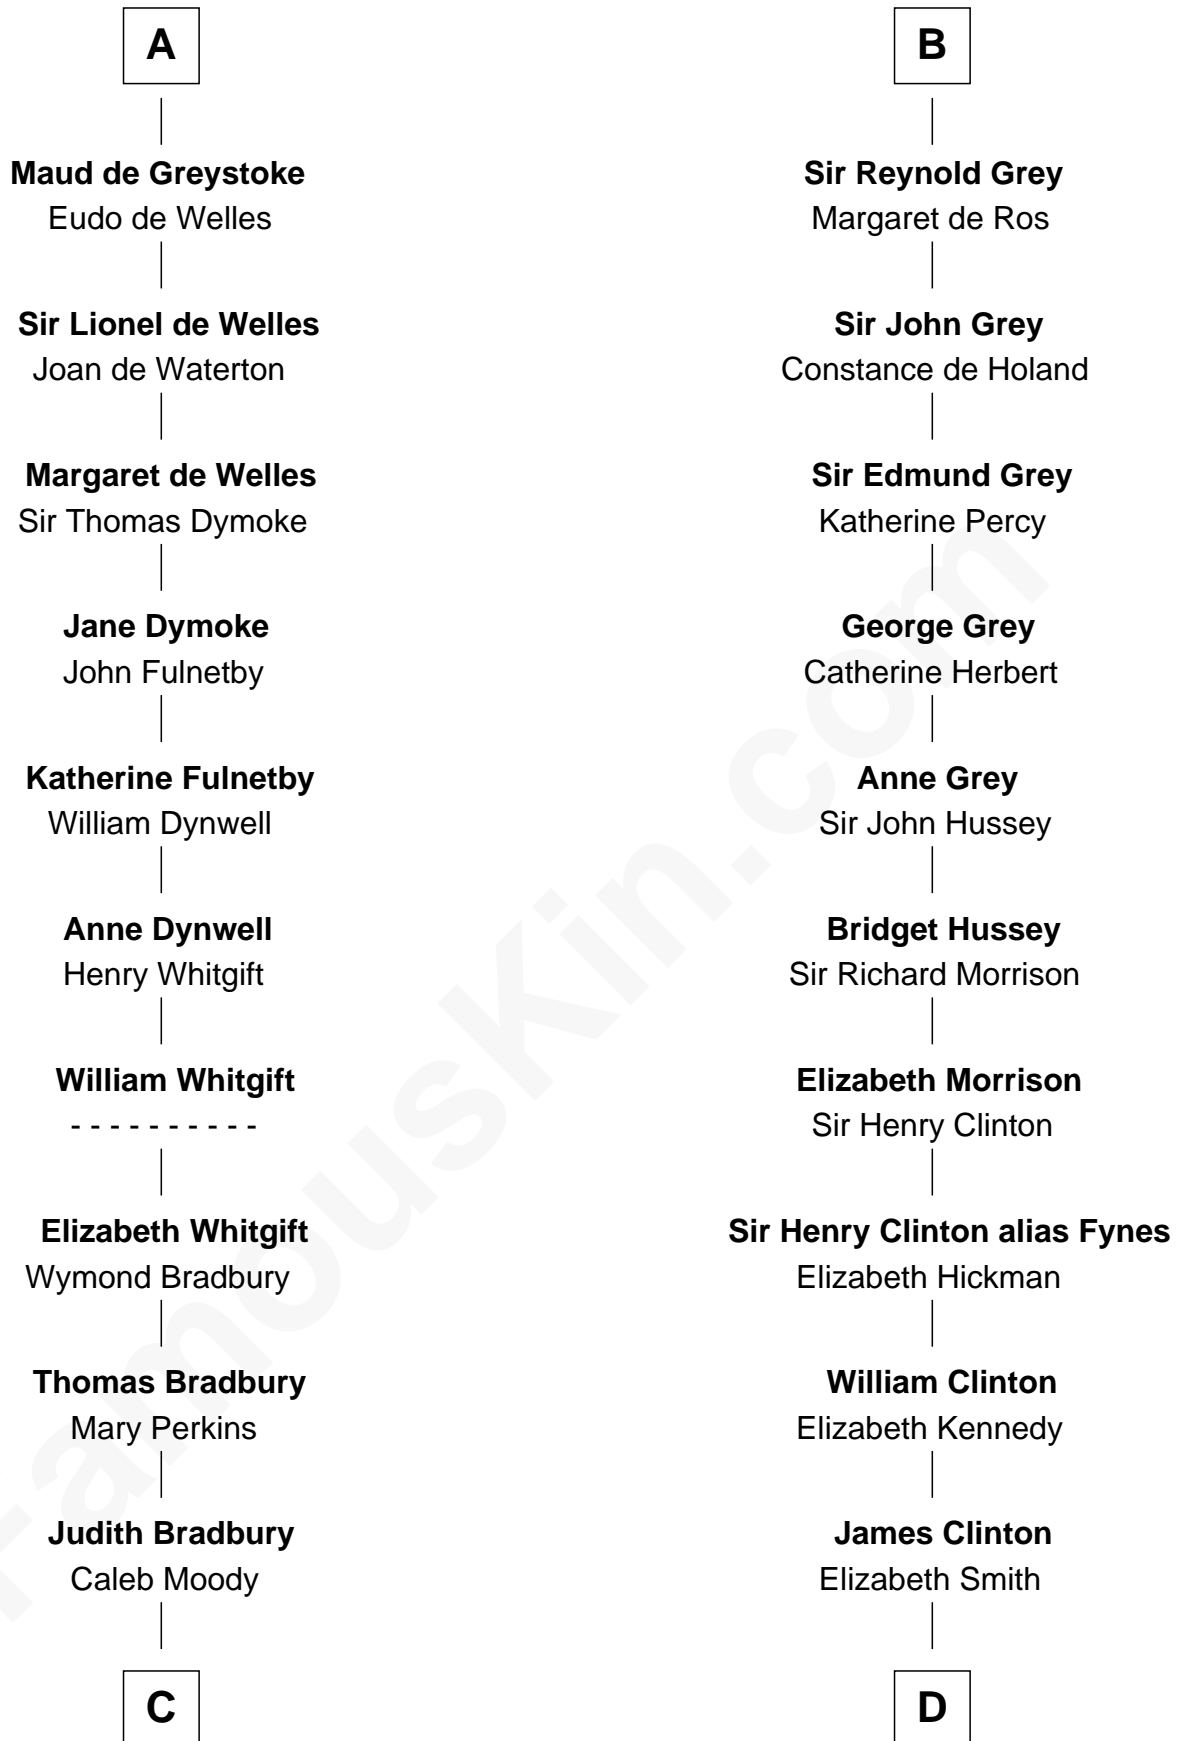 A
Maud de Greystoke
Eudo de Welles
Sir Lionel de Welles
Joan de Waterton
Margaret de Welles
Sir Thomas Dymoke
Jane Dymoke
John Fulnetby
Katherine Fulnetby
William Dynwell
Anne Dynwell
Henry Whitgift
William Whitgift
- - - - - - - - - -
Elizabeth Whitgift
Wymond Bradbury
Thomas Bradbury
Mary Perkins
Judith Bradbury
Caleb Moody
C
B
Sir Reynold Grey
Margaret de Ros
Sir John Grey
Constance de Holand
Sir Edmund Grey
Katherine Percy
George Grey
Catherine Herbert
Anne Grey
Sir John Hussey
Bridget Hussey
Sir Richard Morrison
Elizabeth Morrison
Sir Henry Clinton
Sir Henry Clinton alias Fynes
Elizabeth Hickman
William Clinton
Elizabeth Kennedy
James Clinton
Elizabeth Smith
D
FamousKin.com